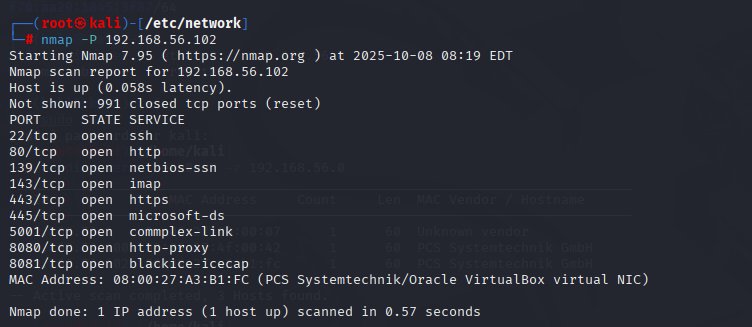 ┌──(root㉿kali)-[/etc/network]
└─# nmap -P 192.168.56.102
Starting Nmap 7.95 ( https://nmap.org ) at 2025-10-08 08:19 EDT
Nmap scan report for 192.168.56.102
Host is up (0.058s latency).
Not shown: 991 closed tcp ports (reset)
PORT     STATE SERVICE
22/tcp   open  ssh
80/tcp   open  http
139/tcp  open  netbios-ssn
143/tcp  open  imap
443/tcp  open  https
445/tcp  open  microsoft-ds
5001/tcp open  commplex-link
8080/tcp open  http-proxy
8081/tcp open  blackice-icecap
MAC Address: 08:00:27:A3:B1:FC (PCS Systemtechnik/Oracle VirtualBox virtual NIC)
Nmap done: 1 IP address (1 host up) scanned in 0.57 seconds